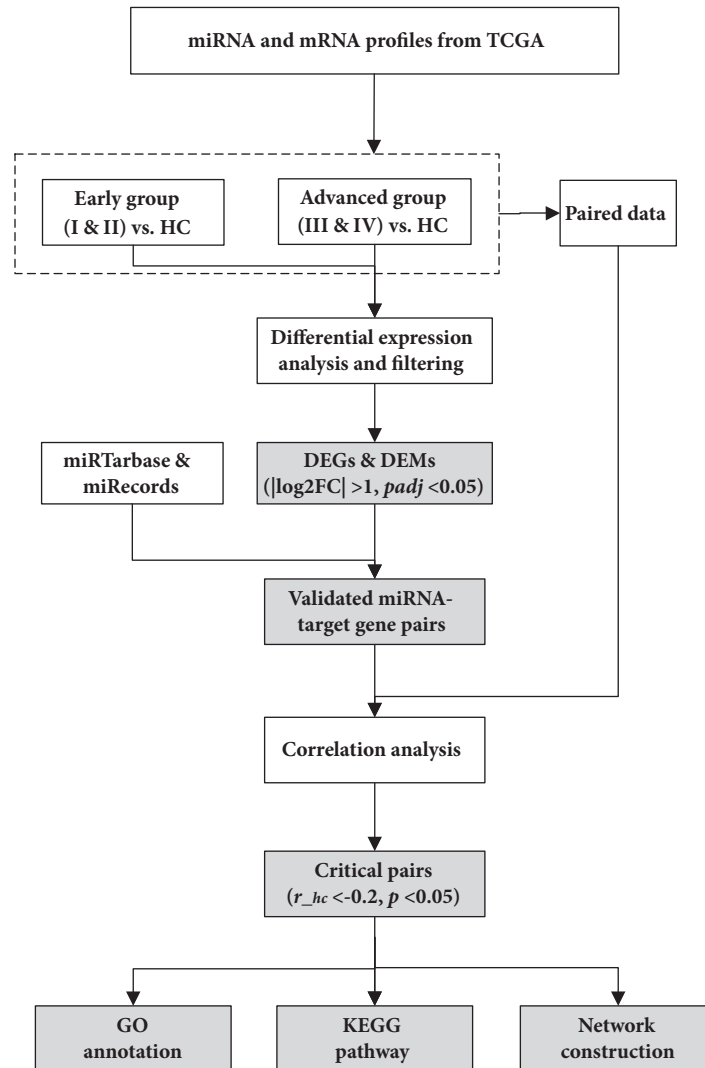 miRNA and mRNA profiles from TCGA
Early group
(I & II) vs. HC
Advanced group
(III & IV) vs. HC
Paired data
Differential expression
analysis and filtering
miRTarbase &
miRecords
DEGs & DEMs
(|log2FC| >1, padj <0.05)
Validated miRNA-
target gene pairs
Correlation analysis
Critical pairs
(r_hc <-0.2, p <0.05)
GO
annotation
KEGG
pathway
Network
construction